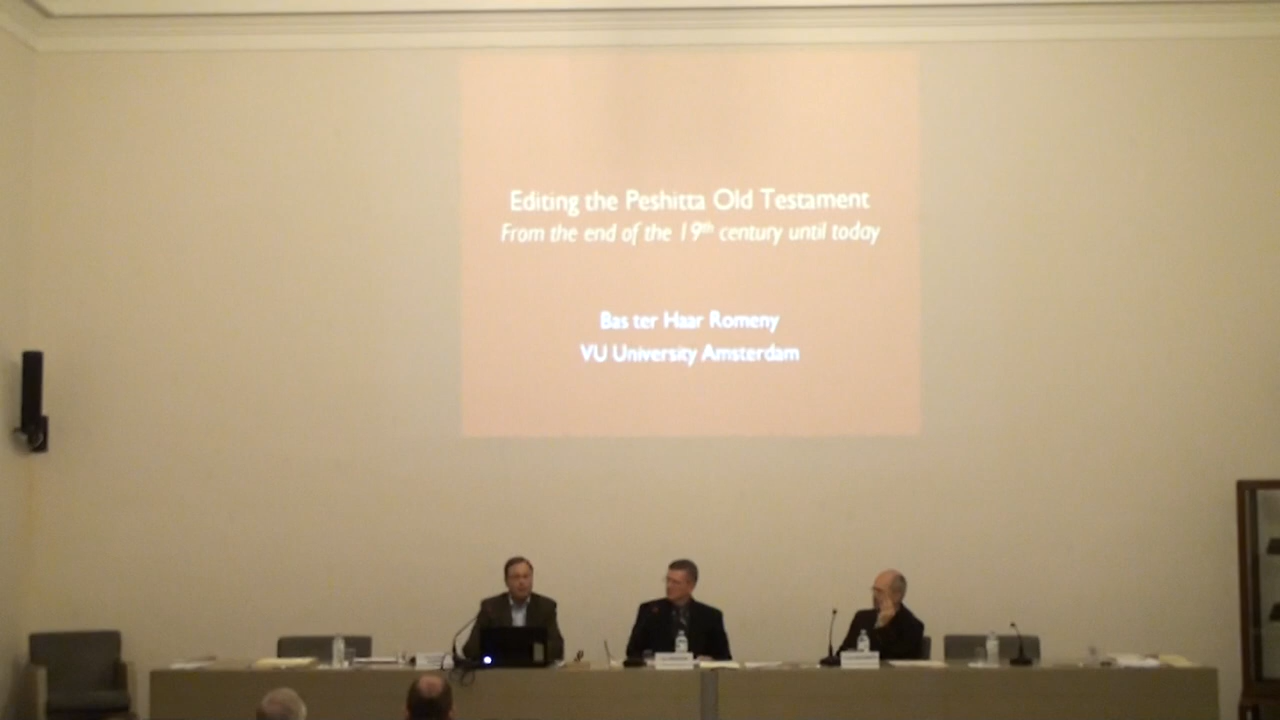 Editing the Peshitta Old Testament
From the end of the 19th century until today
Bas ter Haar Romeny
VU University Amsterdam